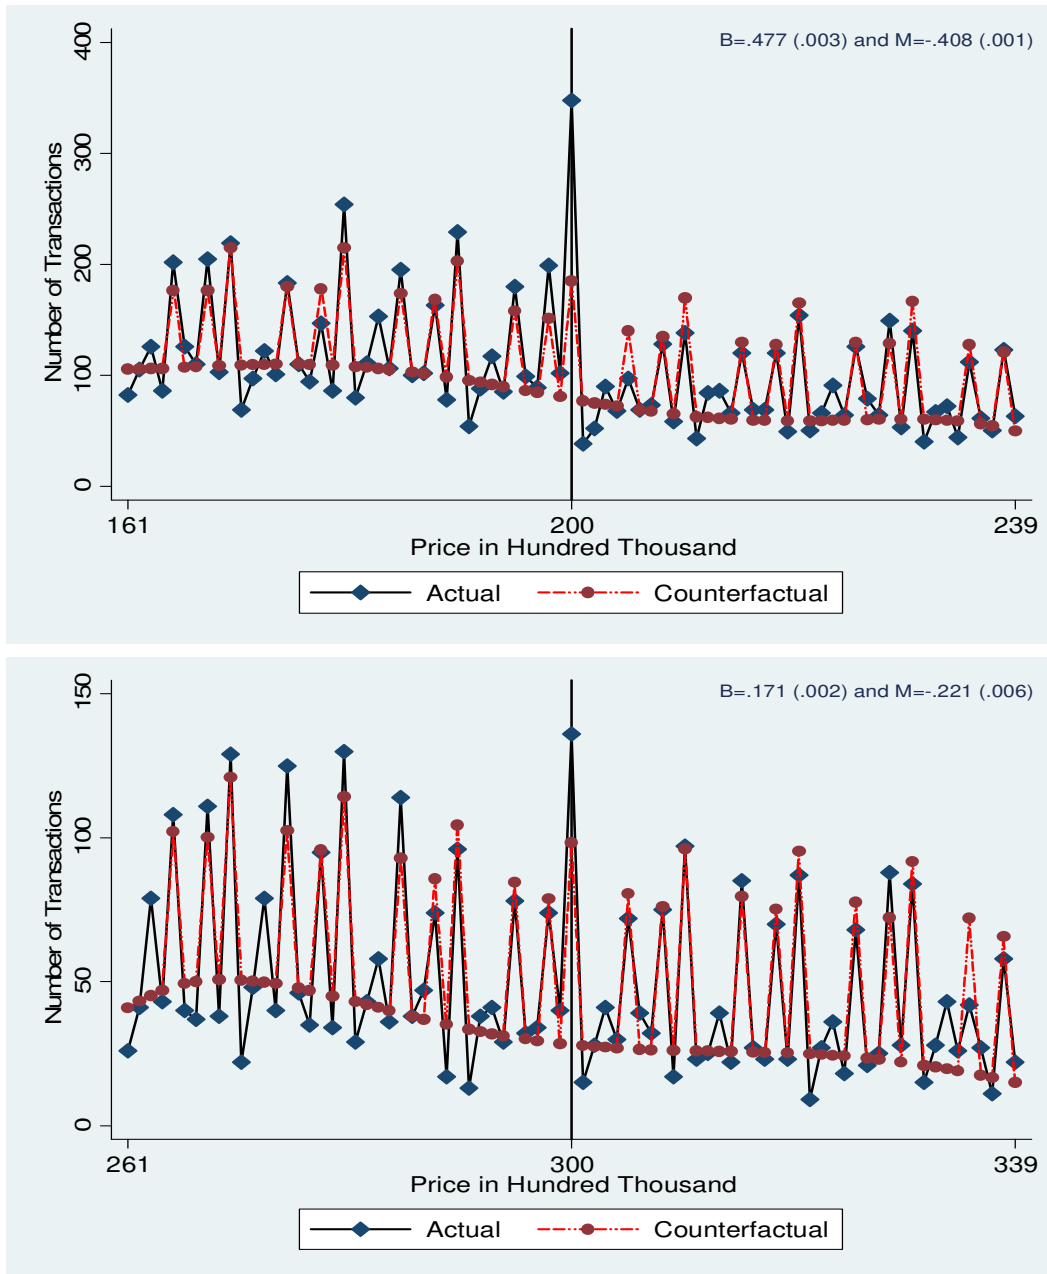 B=.477 (.003) and M=-.408 (.001)
400
300
200
100
0
Number of Transactions
161 200 239
Price in Hundred Thousand
Actual Counterfactual
B=.171 (.002) and M=-.221 (.006)
150
100
50
0
Number of Transactions
261 300 339
Price in Hundred Thousand
Actual Counterfactual